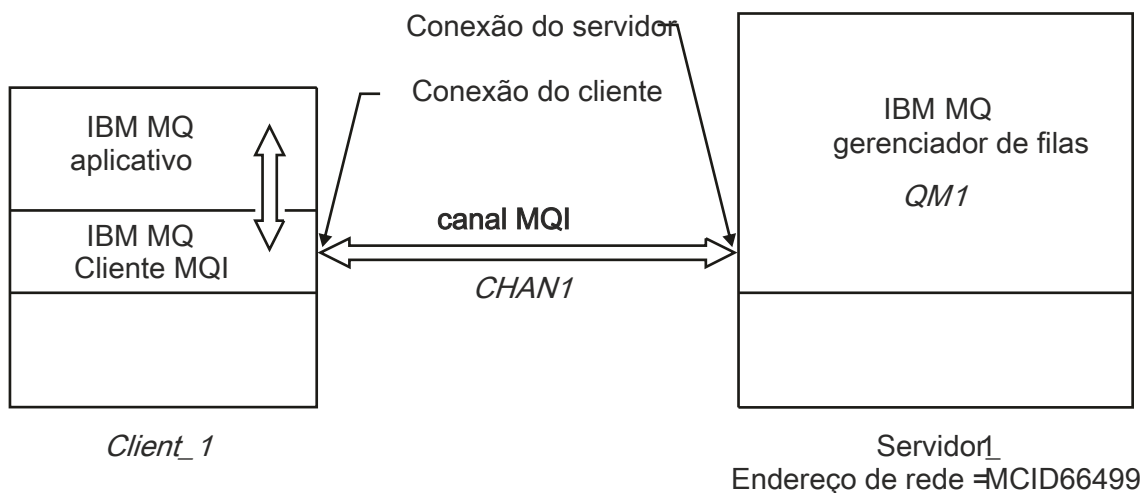 Conexão do servidor
Conexão do cliente
IBM MQ
aplicativo
IBM MQ
Cliente MQI
canal MQI
CHAN1
IBM MQ
gerenciador de filas
QM1
Client_1
Servidor_1
Endereço de rede =MCID66499